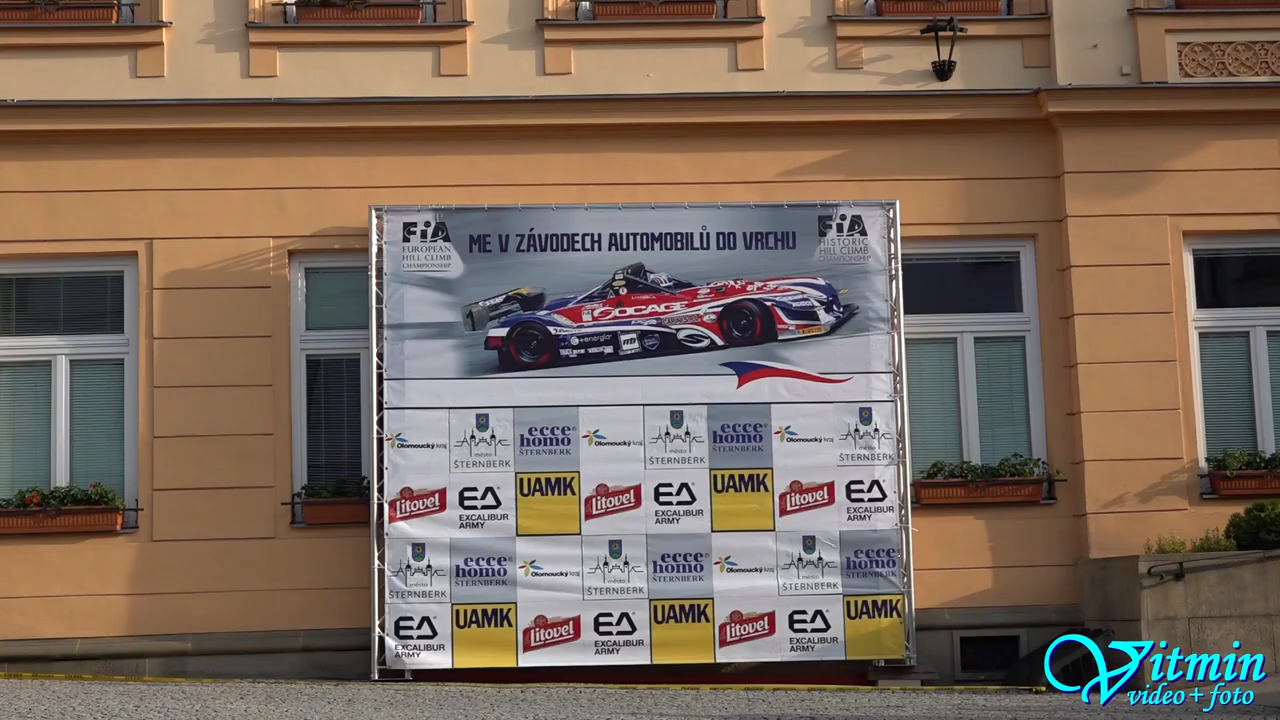 FiA
EUROPEAN
HILL CLIMB
CHAMPIONSHIP
ME V ZÁVODECH AUTOMOBILŮ DO VRCHU
FiA
HISTORIC
HILL CLIMB
CHAMPIONSHIP
SOCAGE
+energia
Olomoucký kraj
město
ŠTERNBERK
ecce
homo
ŠTERNBERK
Olomoucký kraj
město
ŠTERNBERK
ecce
homo
ŠTERNBERK
Olomoucký kraj
město
ŠTERNBERK
Litovel
EA
EXCALIBUR
ARMY
UAMK
Litovel
EA
EXCALIBUR
ARMY
UAMK
Litovel
EA
EXCALIBUR
ARMY
město
ŠTERNBERK
ecce
homo
ŠTERNBERK
Olomoucký kraj
město
ŠTERNBERK
ecce
homo
ŠTERNBERK
Olomoucký kraj
město
ŠTERNBERK
ecce
homo
ŠTERNBERK
EA
EXCALIBUR
ARMY
UAMK
Litovel
EA
EXCALIBUR
ARMY
UAMK
Litovel
EA
EXCALIBUR
ARMY
UAMK
Vitmin
video+foto